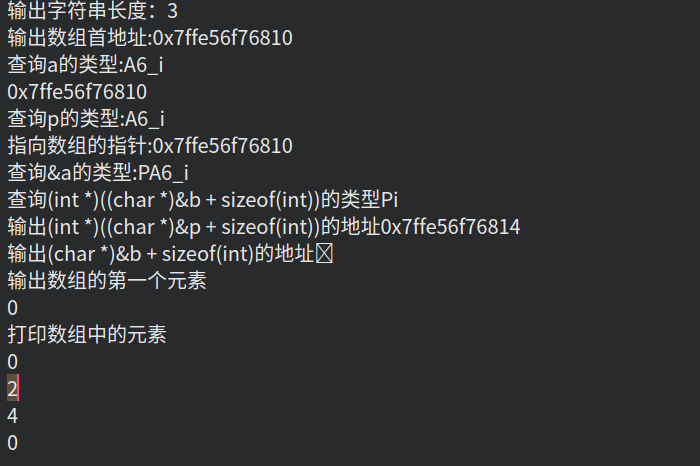 输出字符串长度：3
输出数组首地址:0x7ffe56f76810
查询a的类型:A6_i
0x7ffe56f76810
查询p的类型:A6_i
指向数组的指针:0x7ffe56f76810
查询&a的类型:PA6_i
查询(int *)((char *)&b + sizeof(int))的类型Pi
输出(int *)((char *)&p + sizeof(int))的地址0x7ffe56f76814
输出(char *)&b + sizeof(int)的地址
输出数组的第一个元素
0
打印数组中的元素
0
2
4
0